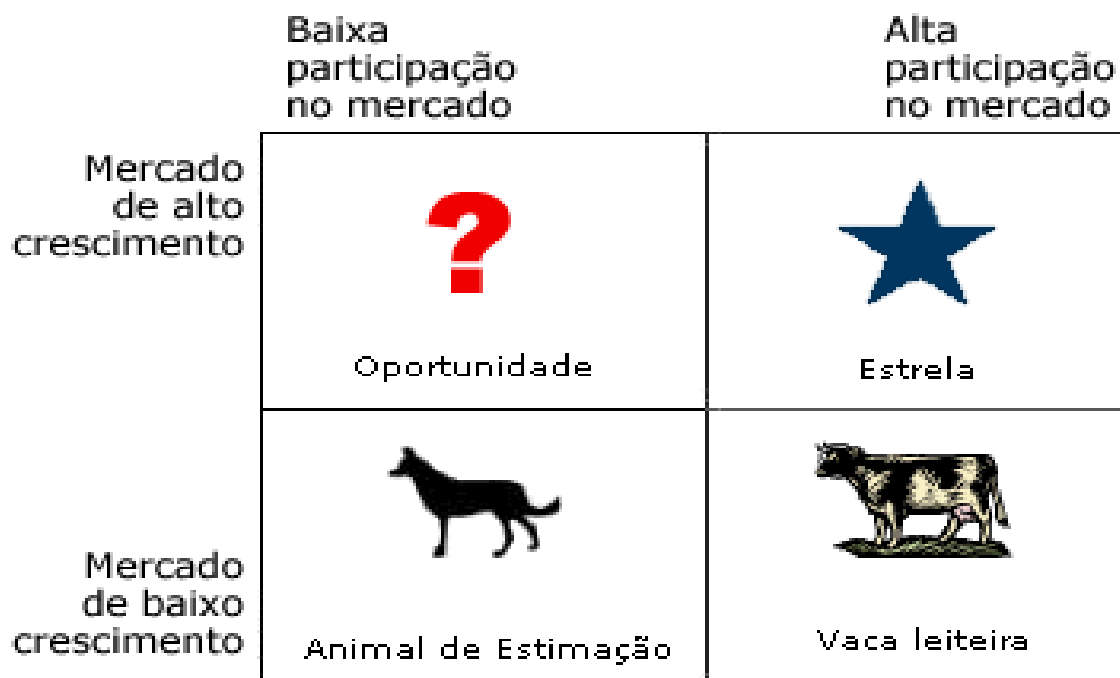 Baixa
participação
no mercado
Alta
participação
no mercado
Mercado
de alto
crescimento
?
Oportunidade
Estrela
Mercado
de baixo
crescimento
Animal de Estimação
Vaca leiteira